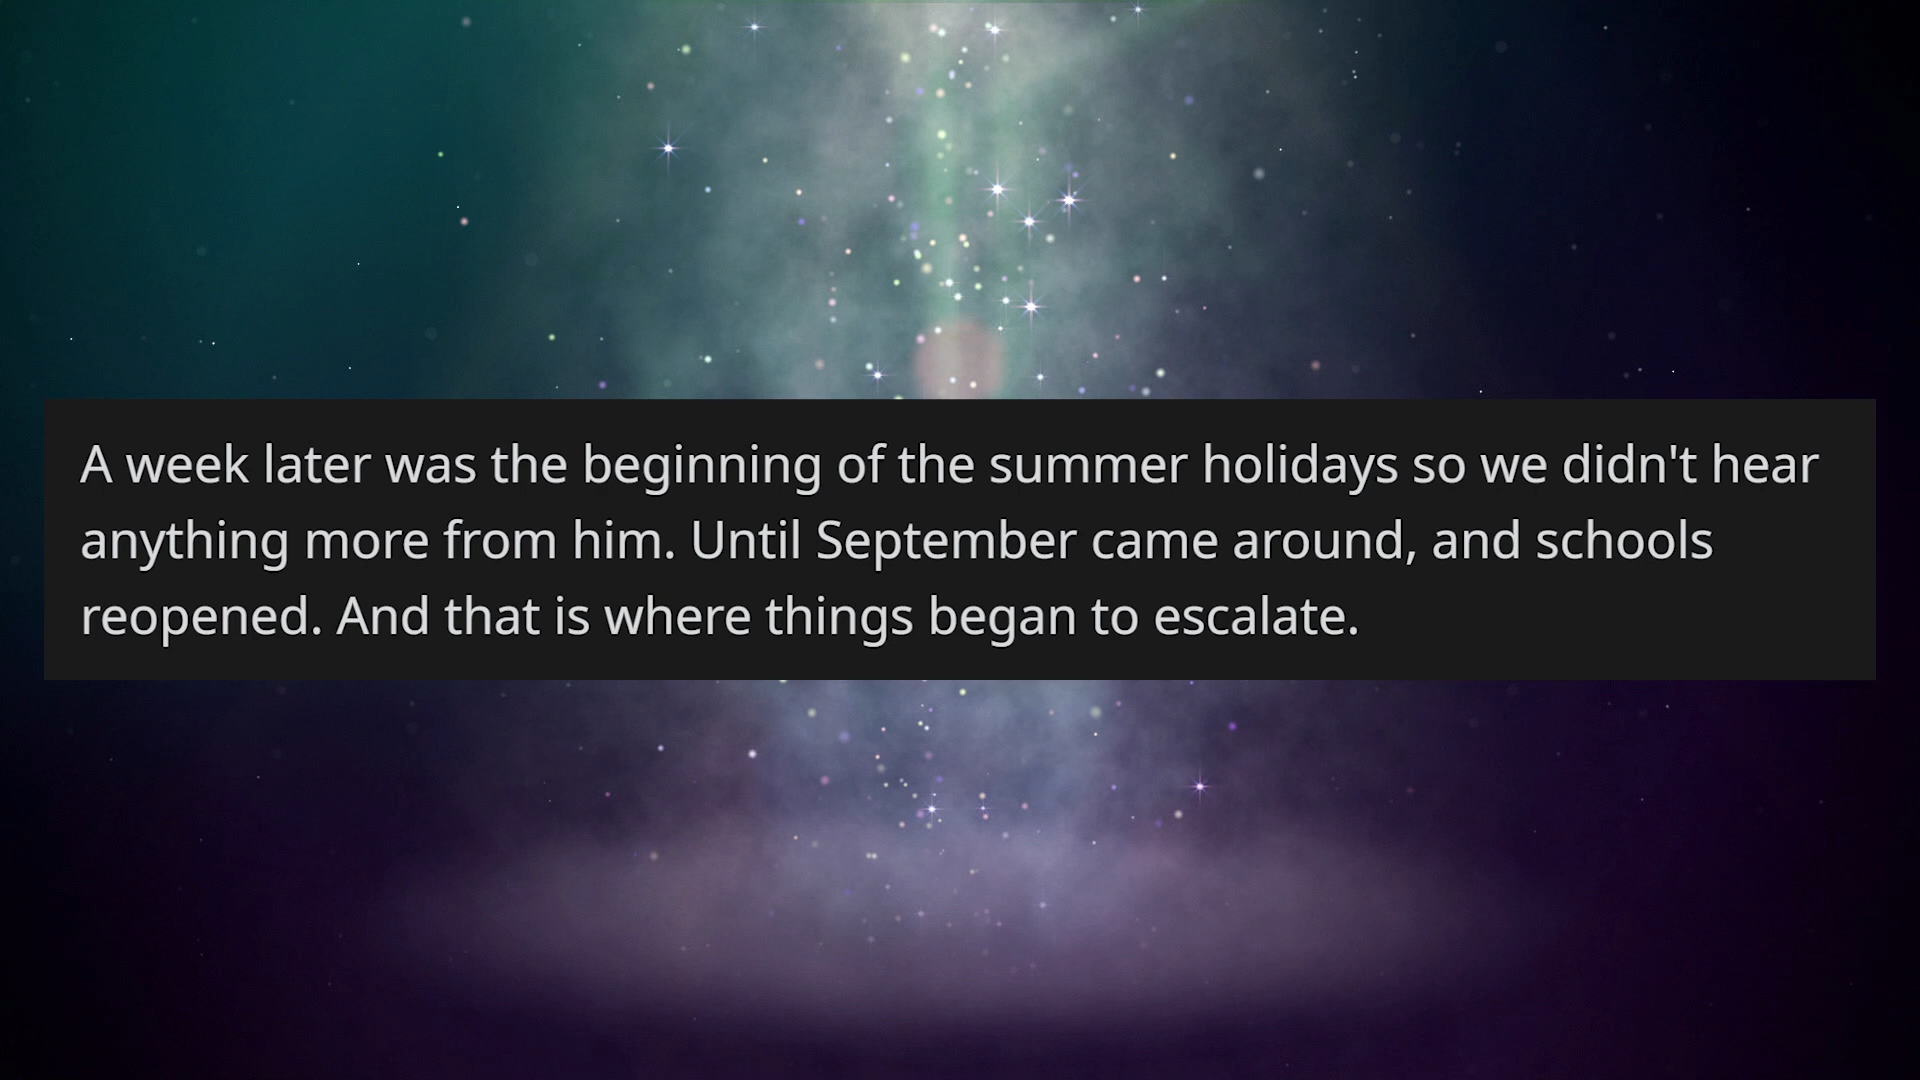 A week later was the beginning of the summer holidays so we didn't hear
anything more from him. Until September came around, and schools
reopened. And that is where things began to escalate.